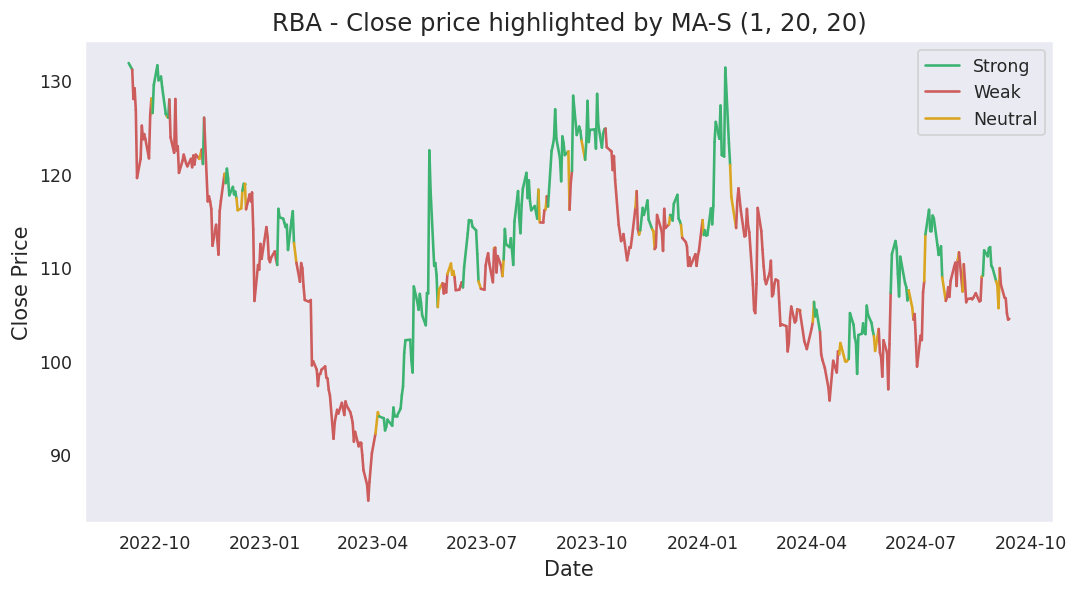 RBA - Close price highlighted by MA-S (1, 20, 20)
Strong
Weak
Neutral
Close Price
130
120
110
100
90
2022-10 2023-01 2023-04 2023-07 2023-10 2024-01 2024-04 2024-07 2024-10
Date